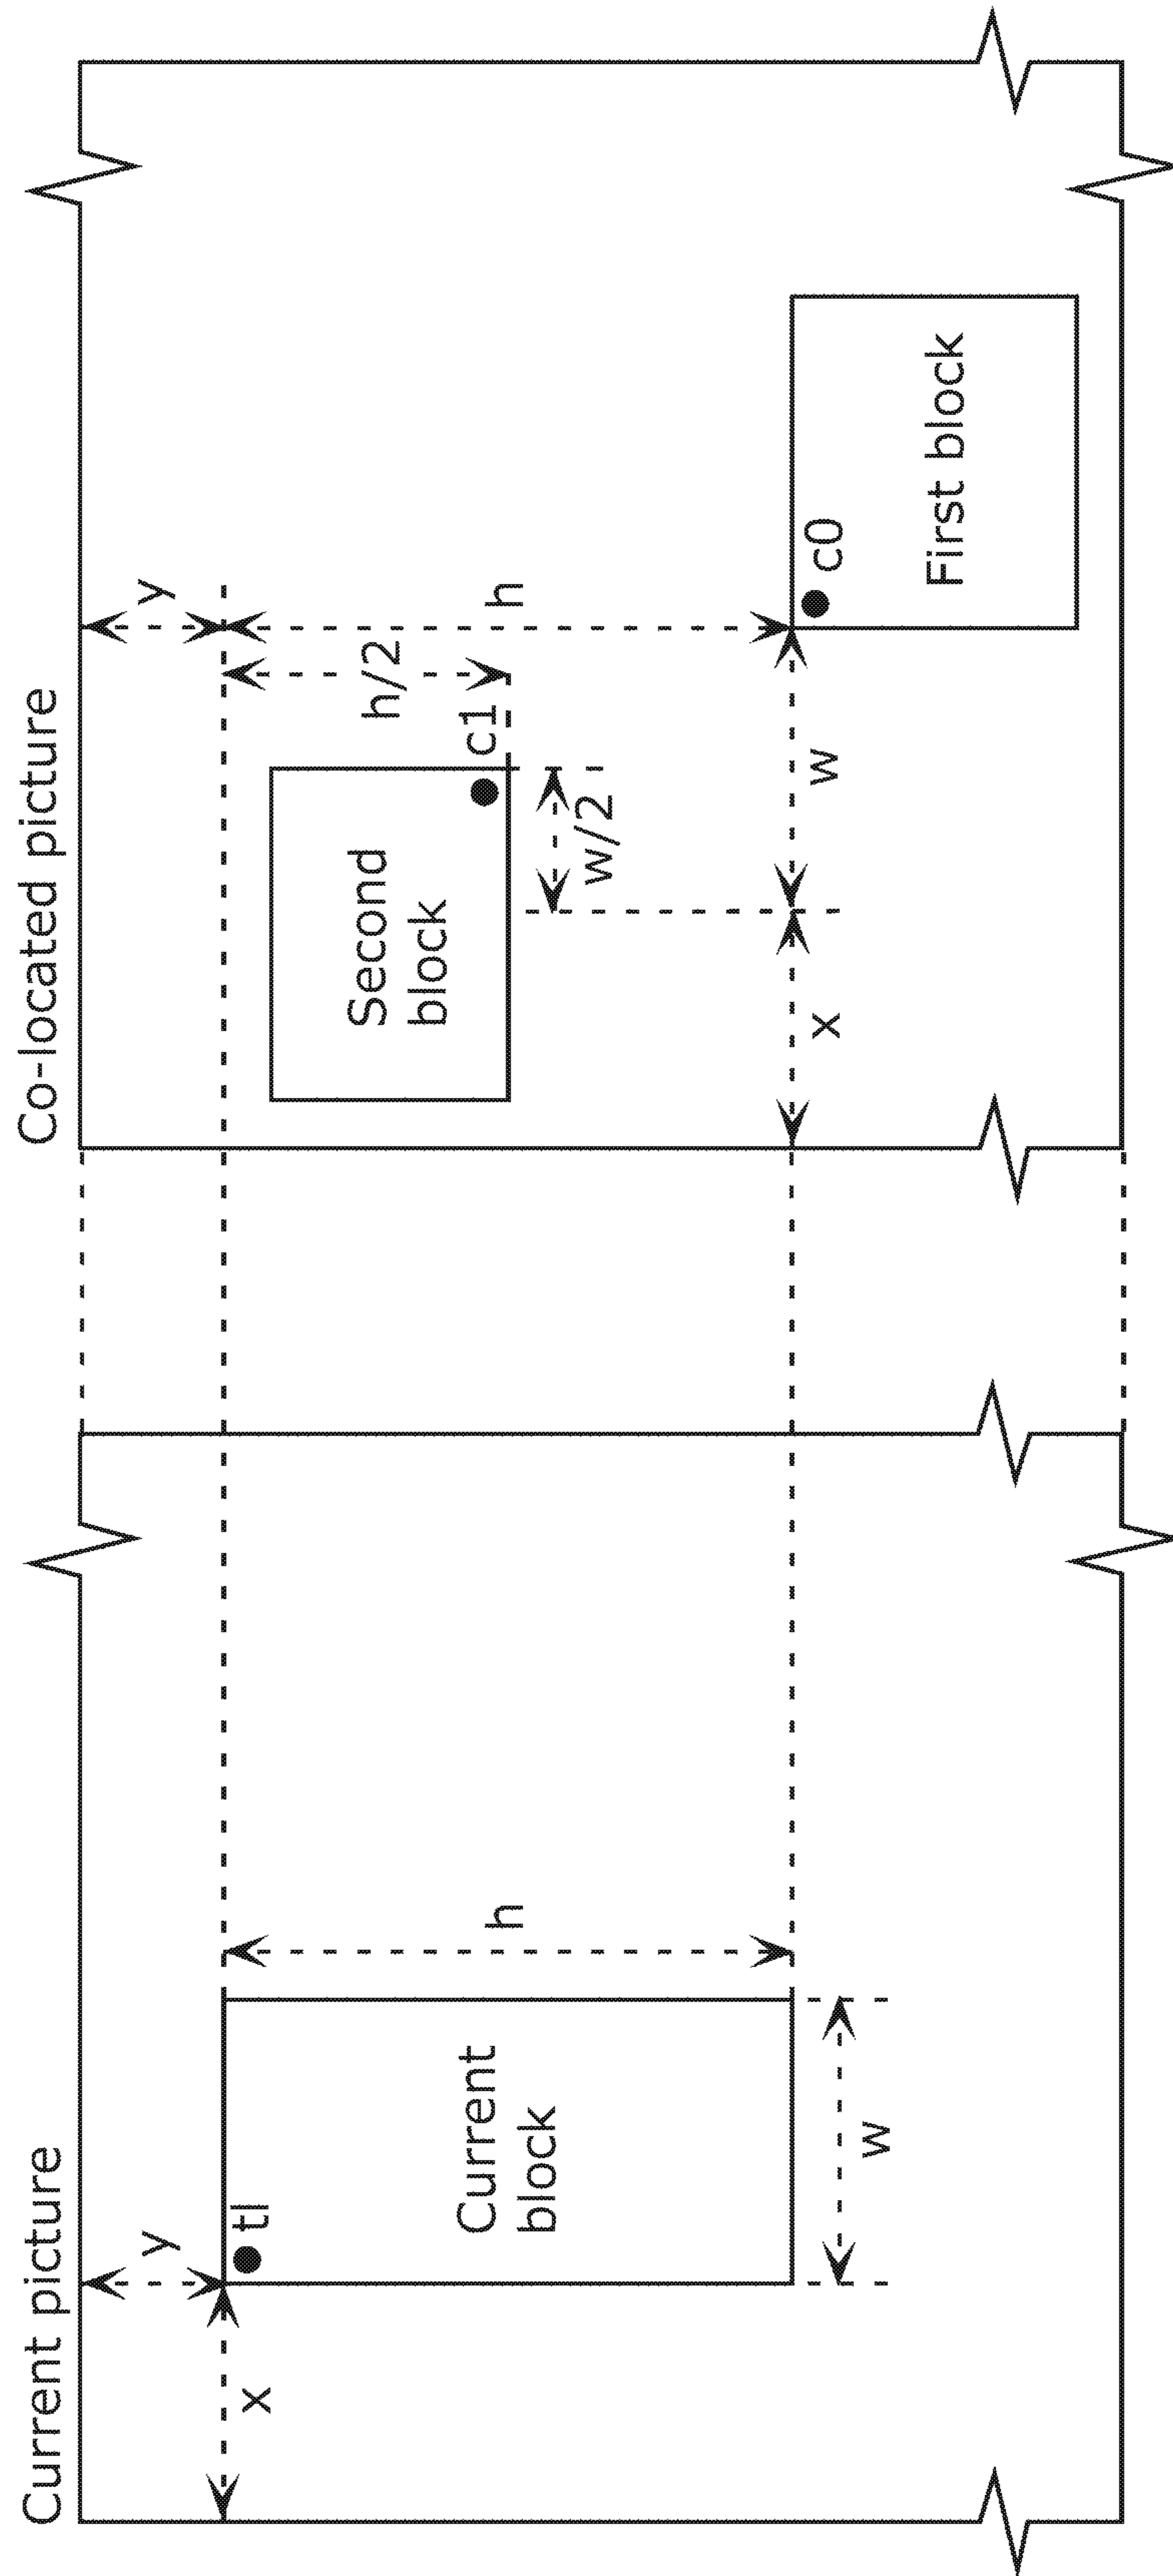 Current picture
y
x
tl
Current
block
h
w
Co-located picture
y
h/2
h
Second
block
c1
w/2
x
w
c0
First block